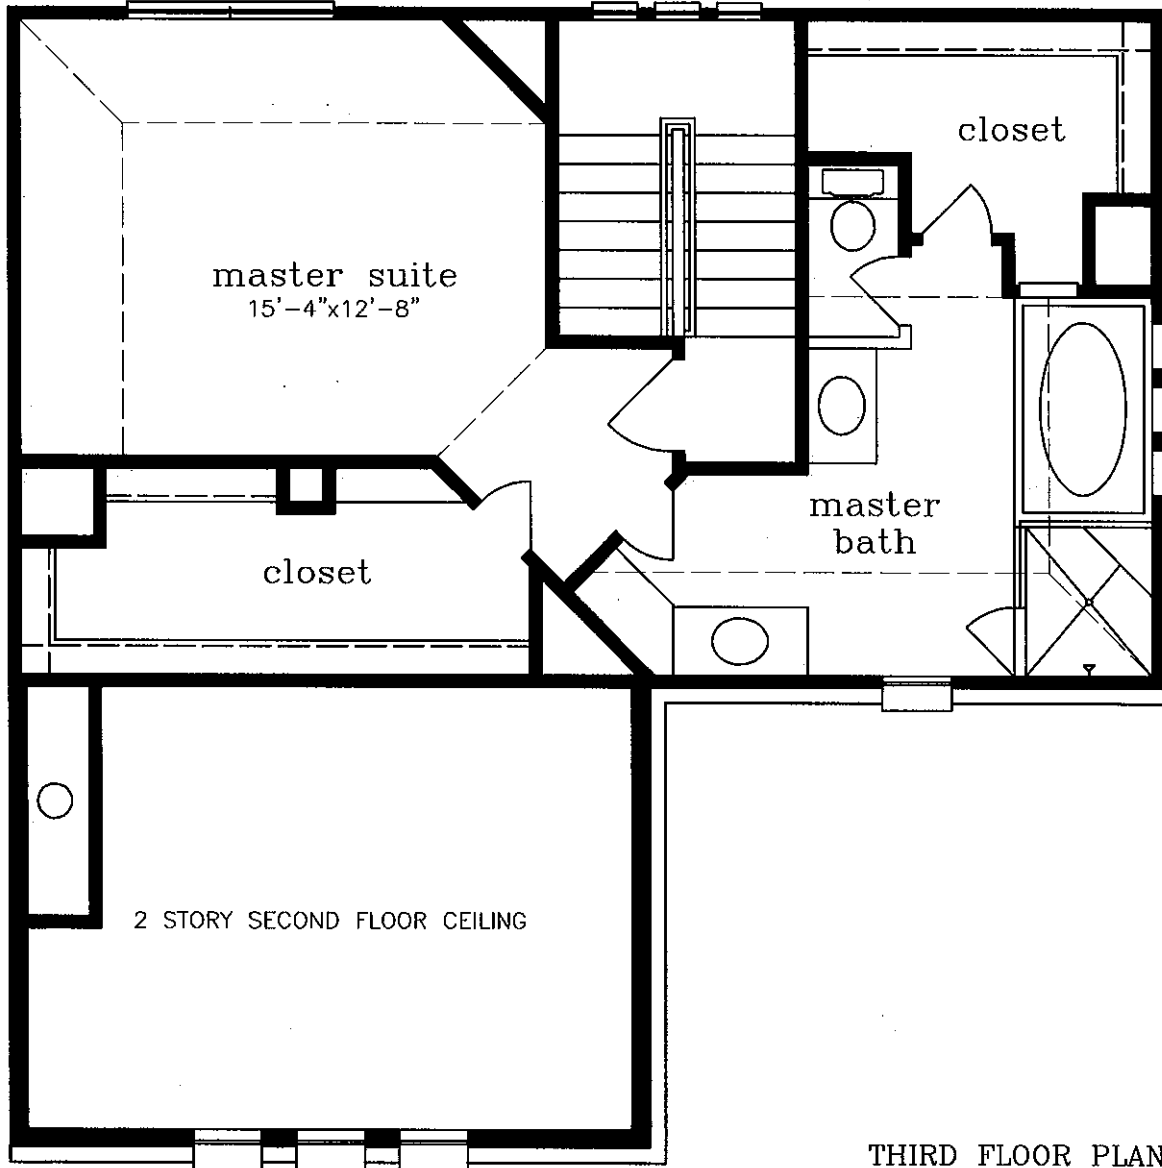 closet
master suite
15'-4"x12'-8"
master
bath
closet
2 STORY SECOND FLOOR CEILING
THIRD FLOOR PLAN